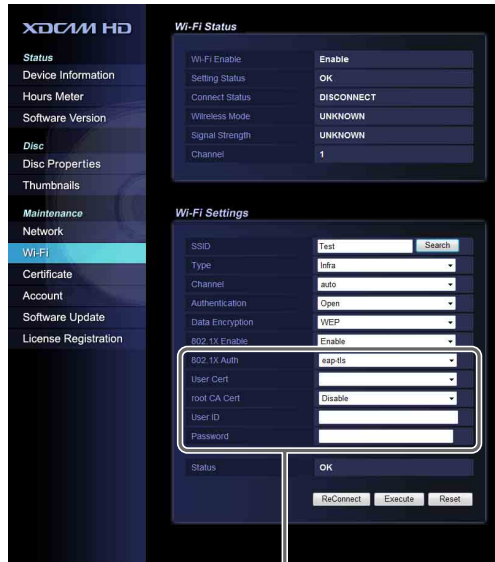 XDCAM HD
Status
Device Information
Hours Meter
Software Version
Disc
Disc Properties
Thumbnails
Maintenance
Network
Wi-Fi
Certificate
Account
Software Update
License Registration
Wi-Fi Status
Wi-Fi Enable Enable
Setting Status OK
Connect Status DISCONNECT
Wilreless Mode UNKNOWN
Signal Strength UNKNOWN
Channel 1
Wi-Fi Settings
SSID Test Search
Type Infra
Channel auto
Authentication Open
Data Encryption WEP
802.1X Enable Enable
802.1X Auth eap-tls
User Cert
root CA Cert Disable
User ID
Password
Status OK
ReConnect Execute Reset